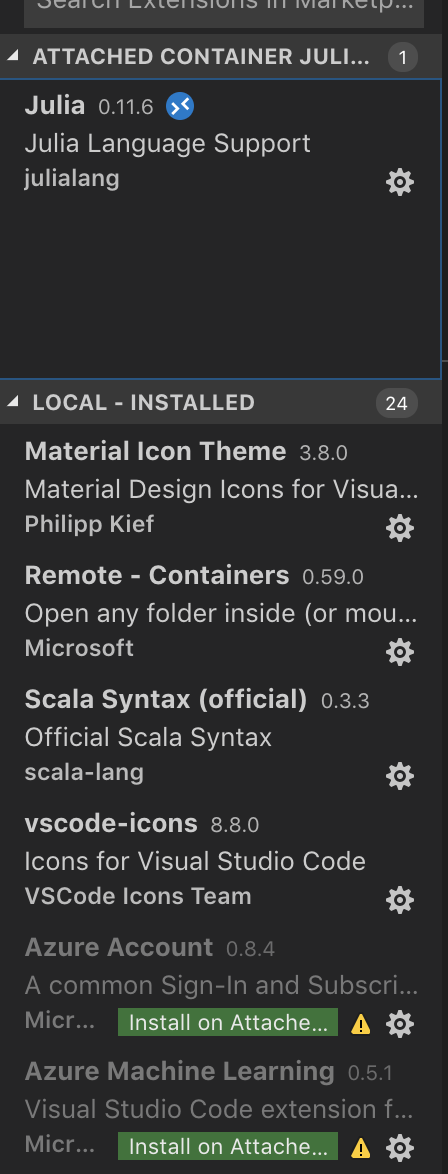 Search Extensions in Marketp...
ATTACHED CONTAINER JULI... 1
Julia 0.11.6
Julia Language Support
julialang
LOCAL - INSTALLED 24
Material Icon Theme 3.8.0
Material Design Icons for Visua...
Philipp Kief
Remote - Containers 0.59.0
Open any folder inside (or mou...
Microsoft
Scala Syntax (official) 0.3.3
Official Scala Syntax
scala-lang
vscode-icons 8.8.0
Icons for Visual Studio Code
VSCode Icons Team
Azure Account 0.8.4
A common Sign-In and Subscri...
Micr... Install on Attache...
Azure Machine Learning 0.5.1
Visual Studio Code extension f...
Micr... Install on Attache...